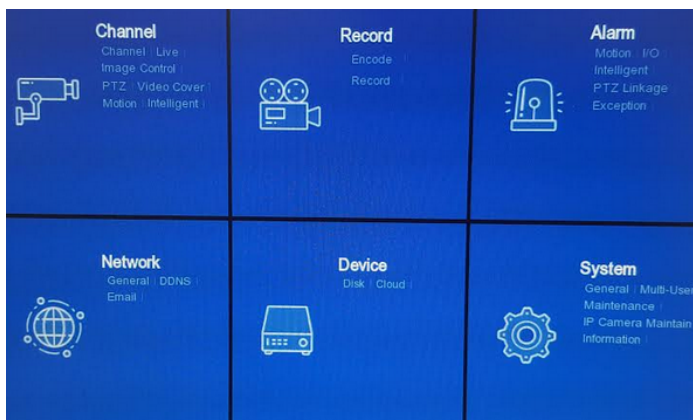 Channel
Channel | Live |
Image Control |
PTZ | Video Cover |
Motion | Intelligent |
Record
Encode |
Record |
Alarm
Motion | I/O |
Intelligent |
PTZ Linkage
Exception |
Network
General | DDNS |
Email |
Device
Disk | Cloud |
System
General | Multi-User
Maintenance |
IP Camera Maintain
Information |